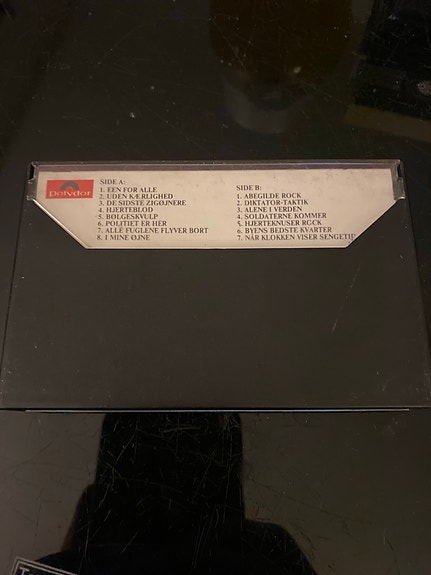 Polydor
SIDE A:
1. EEN FOR ALLE
2. UDEN KÆRLIGHED
3. DE SIDSTE ZIGØJNERE
4. HJERTEBLOD
5. BØLGESKVULP
6. POLITIET ER HER
7. ALLE FUGLENE FLYVER BORT
8. I MINE ØJNE
SIDE B:
1. ABEGILDE ROCK
2. DIKTATOR-TAKTIK
3. ALENE I VERDEN
4. SOLDATERNE KOMMER
5. HJERTEKNUSER ROCK
6. BYENS BEDSTE KVARTER
7. NÅR KLOKKEN VISER SENGETID